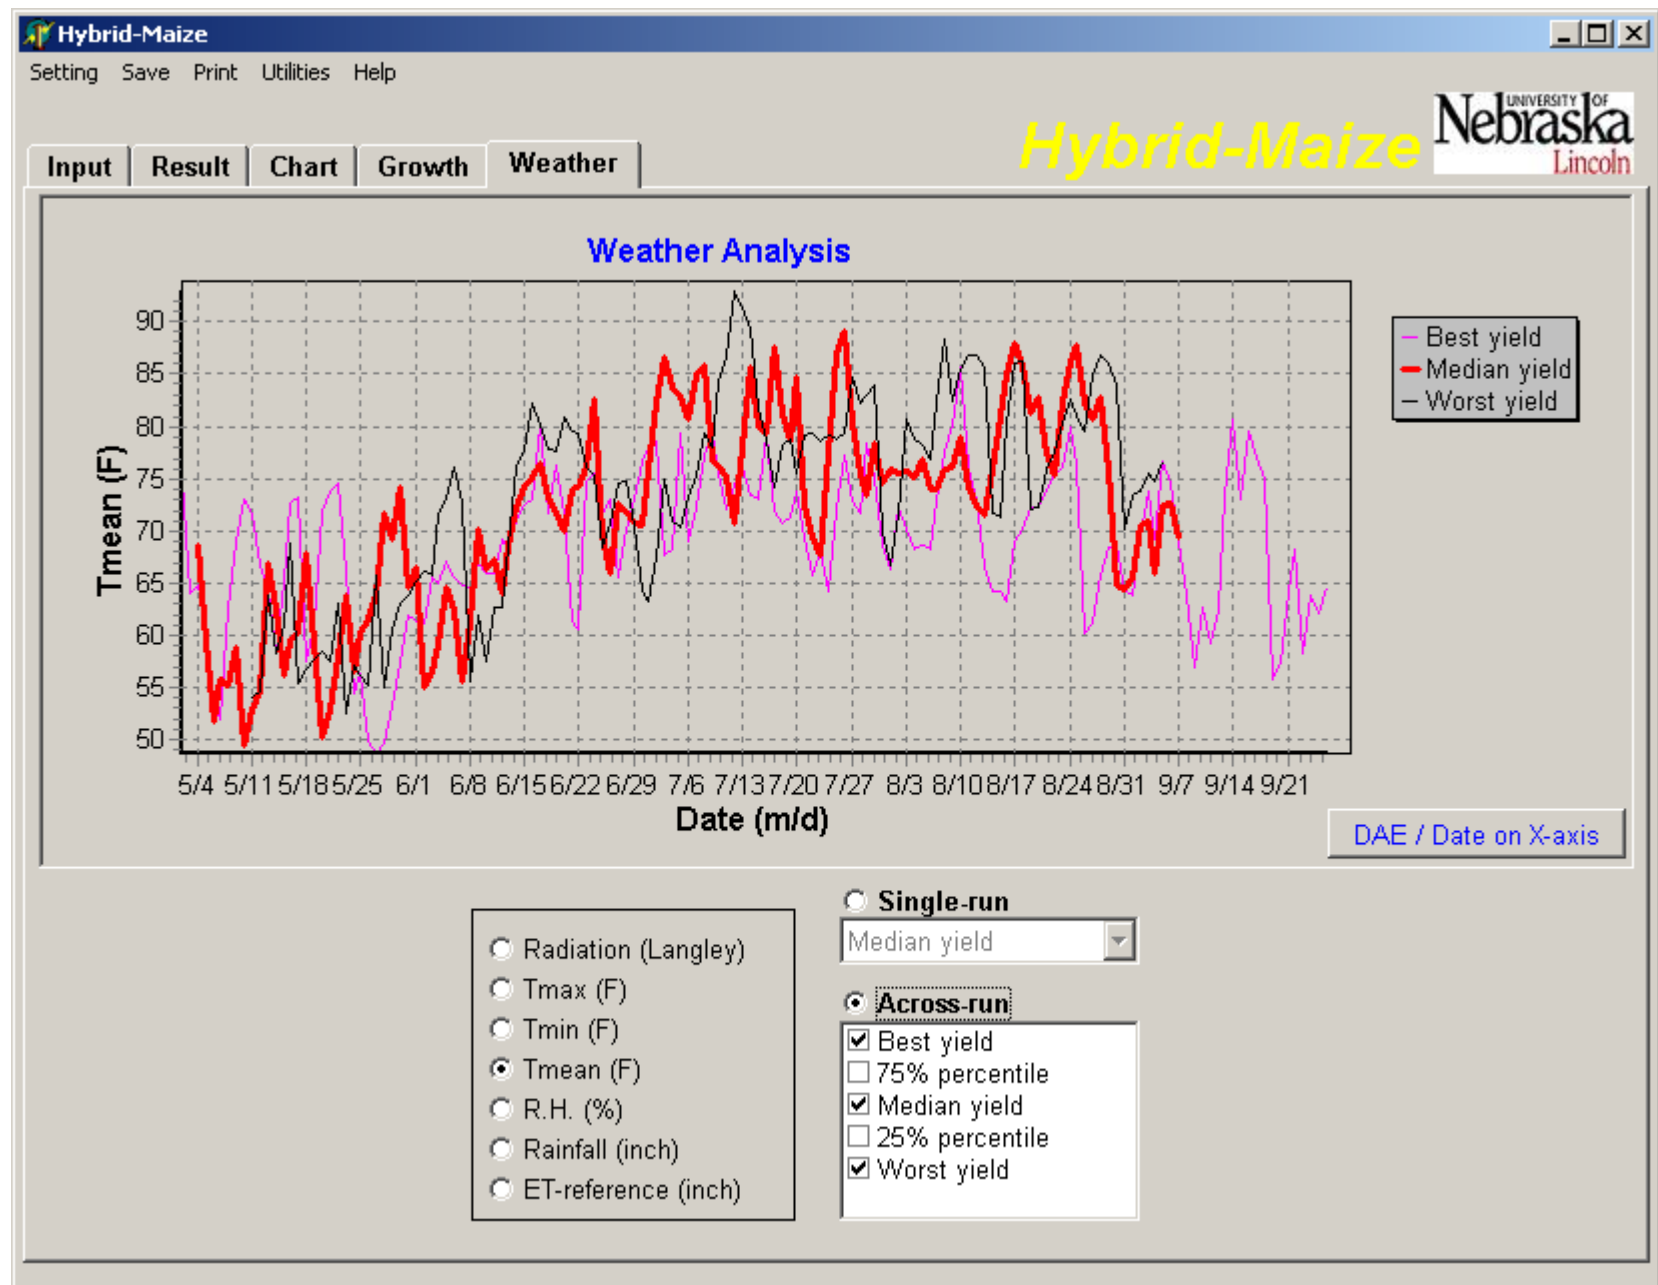 Hybrid-Maize
Setting Save Print Utilities Help
Hybrid-Maize
UNIVERSITY OF
Nebraska
Lincoln
Input Result Chart Growth Weather
Weather Analysis
Tmean (F)
90
85
80
75
70
65
60
55
50
Best yield
Median yield
Worst yield
5/4 5/11 5/18 5/25 6/1 6/8 6/15 6/22 6/29 7/6 7/13 7/20 7/27 8/3 8/10 8/17 8/24 8/31 9/7 9/14 9/21
Date (m/d)
DAE / Date on X-axis
Radiation (Langley)
Tmax (F)
Tmin (F)
Tmean (F)
R.H. (%)
Rainfall (inch)
ET-reference (inch)
Single-run
Median yield
Across-run
Best yield
75% percentile
Median yield
25% percentile
Worst yield